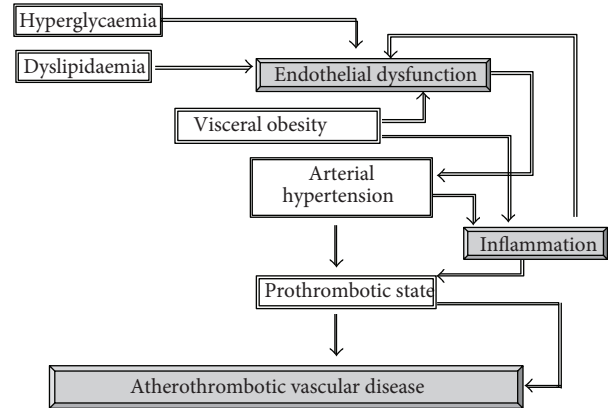 Hyperglycaemia
Dyslipidaemia
Endothelial dysfunction
Visceral obesity
Arterial
hypertension
Inflammation
Prothrombotic state
Atherothrombotic vascular disease